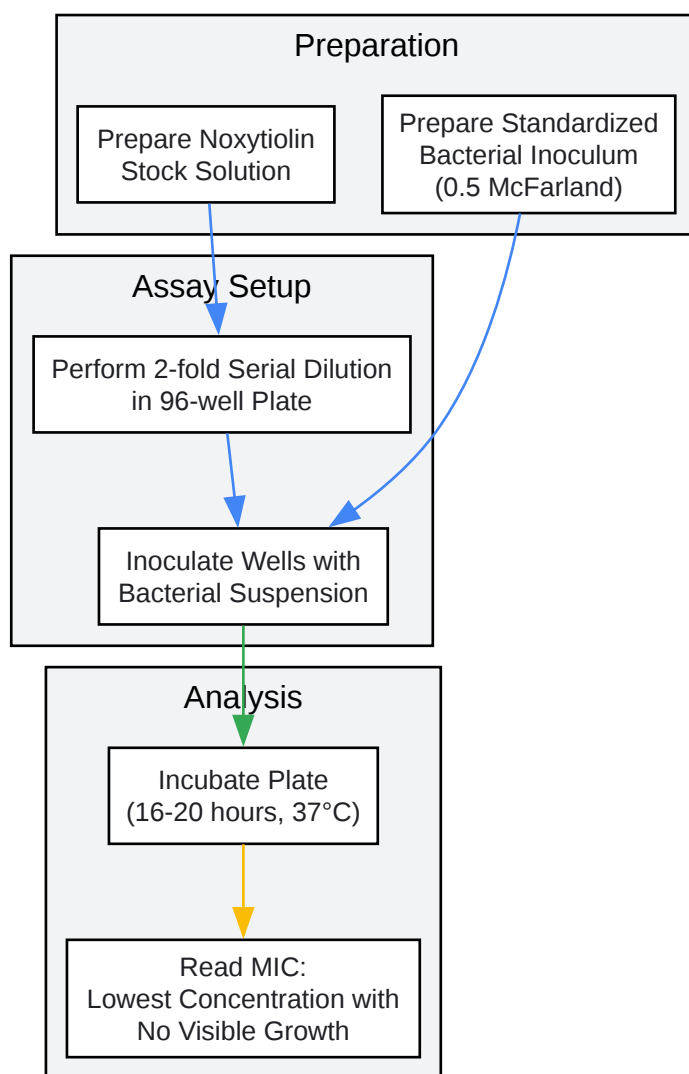 Preparation
Prepare Noxytiolin
Stock Solution
Prepare Standardized
Bacterial Inoculum
(0.5 McFarland)
Assay Setup
Perform 2-fold Serial Dilution
in 96-well Plate
Inoculate Wells with
Bacterial Suspension
Analysis
Incubate Plate
(16-20 hours, 37°C)
Read MIC:
Lowest Concentration with
No Visible Growth